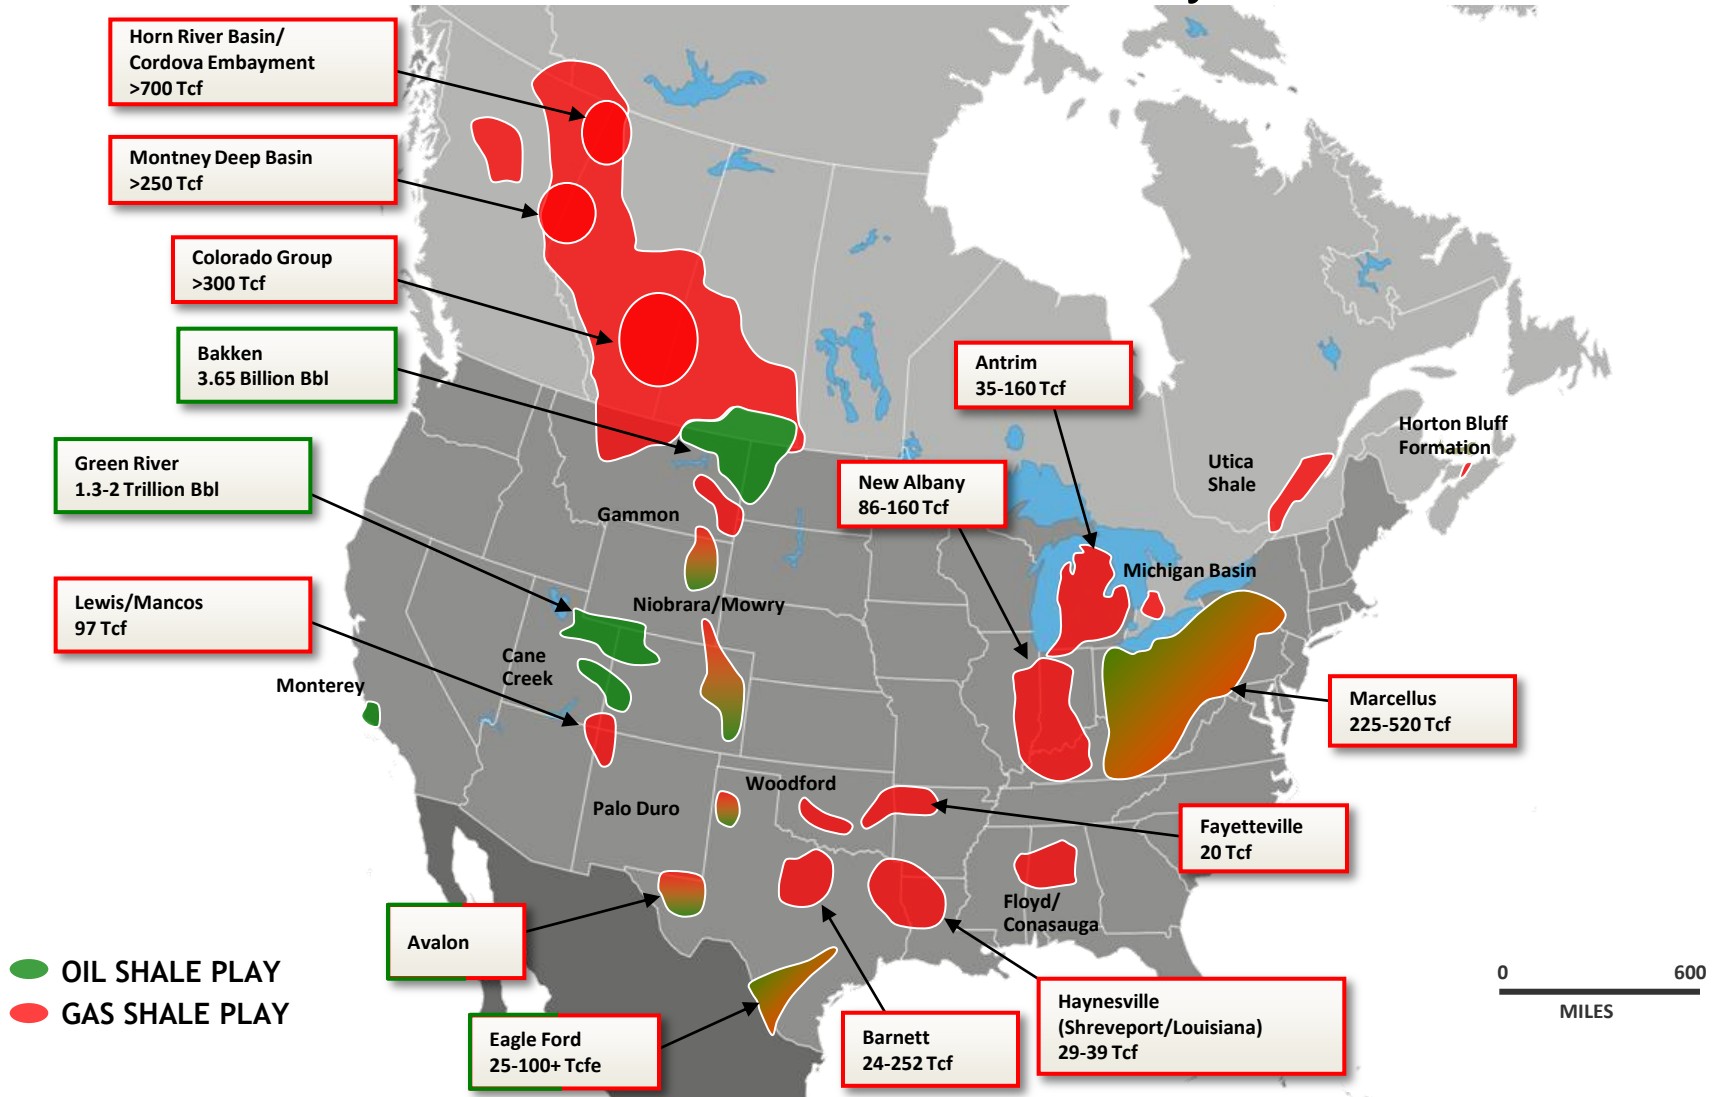 Horn River Basin/
Cordova Embayment
>700 Tcf
Montney Deep Basin
>250 Tcf
Colorado Group
>300 Tcf
Bakken
3.65 Billion Bbl
Green River
1.3-2 Trillion Bbl
Lewis/Mancos
97 Tcf
Monterey
Cane
Creek
Gammon
Niobrara/Mowry
Palo Duro
Woodford
Antrim
35-160 Tcf
New Albany
86-160 Tcf
Michigan Basin
Utica
Shale
Horton Bluff
Formation
Marcellus
225-520 Tcf
Fayetteville
20 Tcf
Floyd/
Conasauga
Haynesville
(Shreveport/Louisiana)
29-39 Tcf
Barnett
24-252 Tcf
Eagle Ford
25-100+ Tcfe
Avalon
OIL SHALE PLAY
GAS SHALE PLAY
0 600
MILES